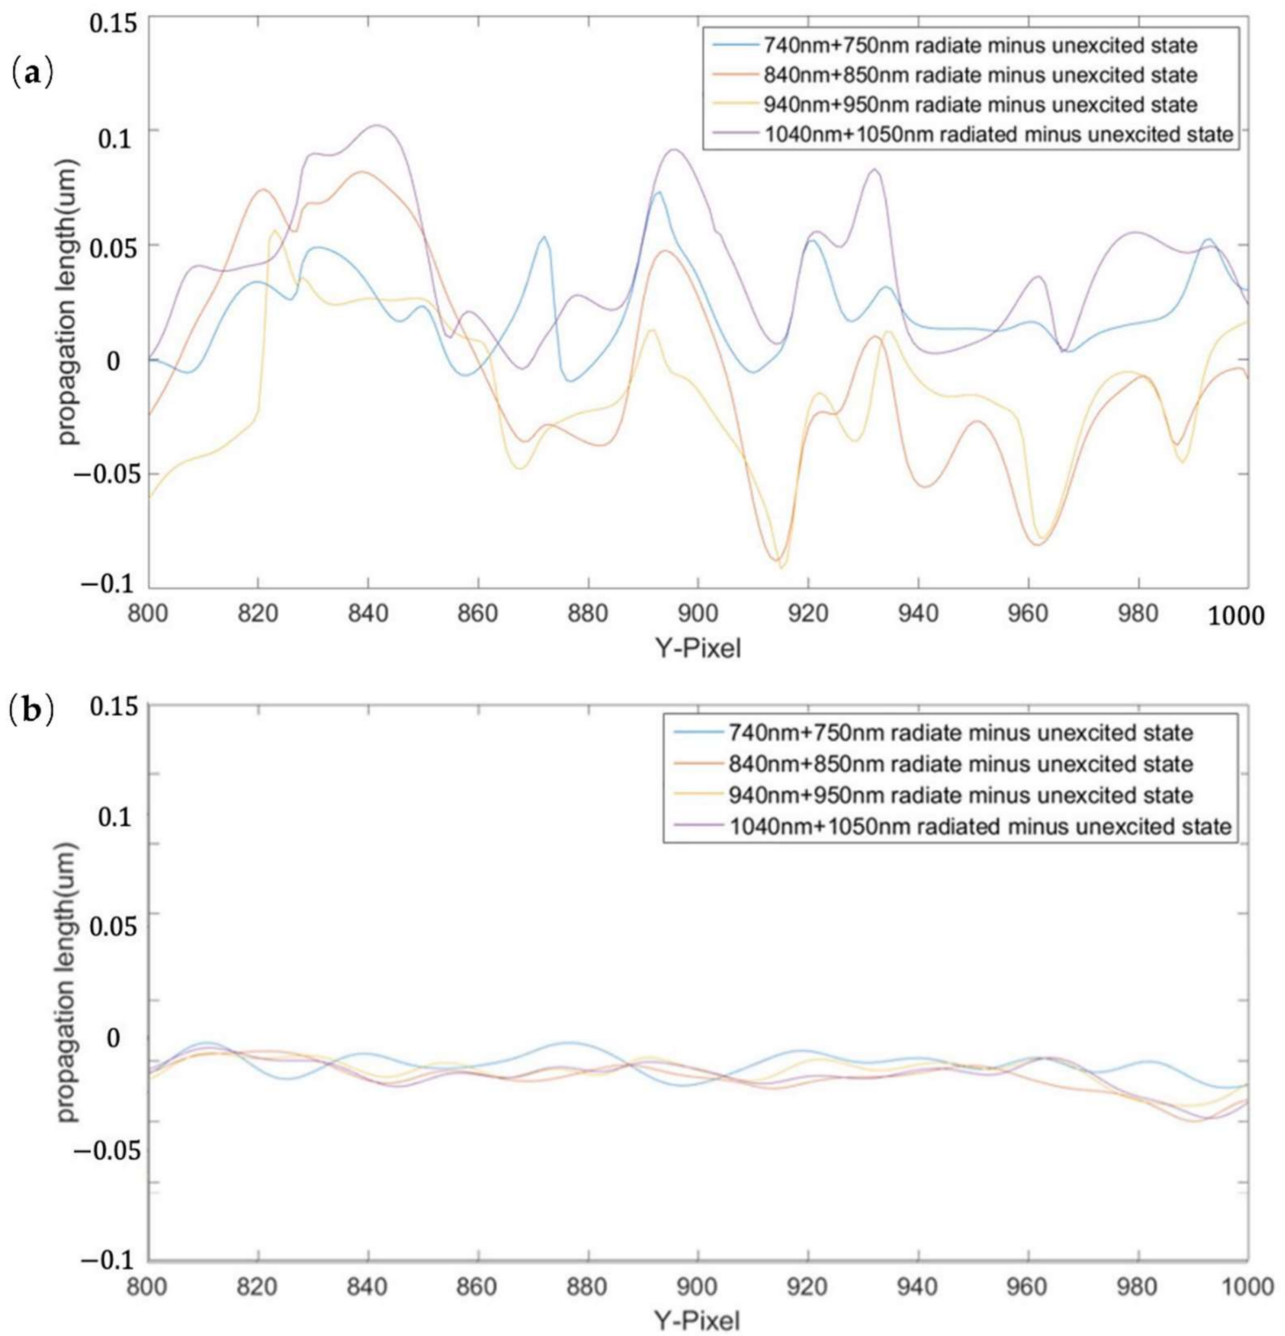 (a)
0.15
0.1
0.05
0
−0.05
−0.1
propagation length(um)
740nm+750nm radiate minus unexcited state
840nm+850nm radiate minus unexcited state
940nm+950nm radiate minus unexcited state
1040nm+1050nm radiated minus unexcited state
800 820 840 860 880 900 920 940 960 980 1000
Y-Pixel
(b)
0.15
0.1
0.05
0
−0.05
−0.1
propagation length(um)
740nm+750nm radiate minus unexcited state
840nm+850nm radiate minus unexcited state
940nm+950nm radiate minus unexcited state
1040nm+1050nm radiated minus unexcited state
800 820 840 860 880 900 920 940 960 980 1000
Y-Pixel